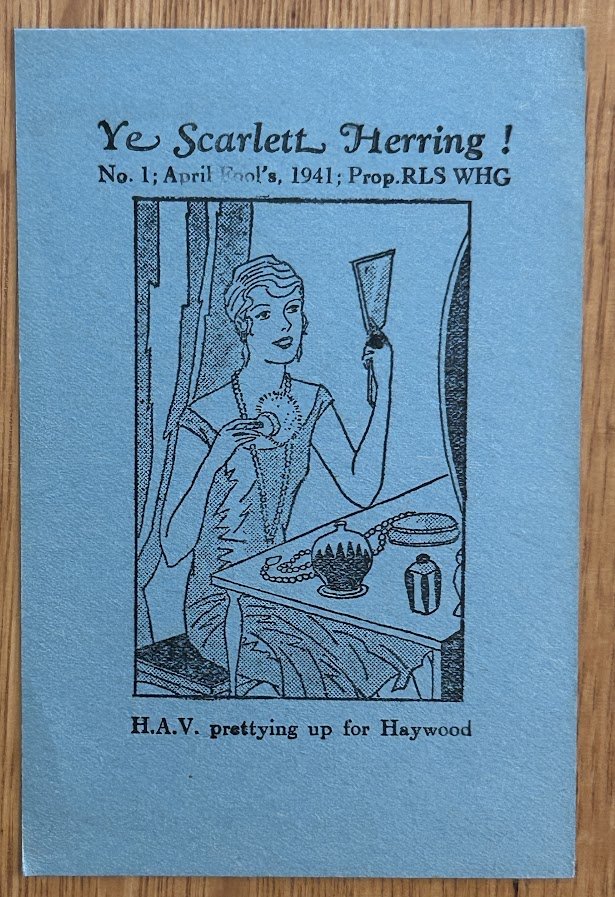 Ye Scarlett Herring !
No. 1; April Fool's, 1941; Prop.RLS WHG
H.A.V. prettying up for Haywood